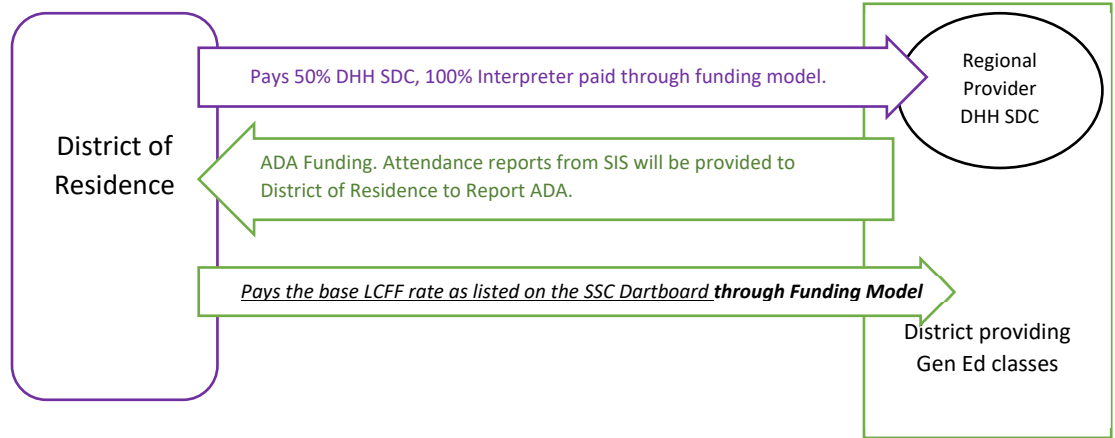 District of
Residence
Pays 50% DHH SDC, 100% Interpreter paid through funding model.
Regional
Provider
DHH SDC
ADA Funding. Attendance reports from SIS will be provided to
District of Residence to Report ADA.
Pays the base LCFF rate as listed on the SSC Dartboard through Funding Model
District providing
Gen Ed classes